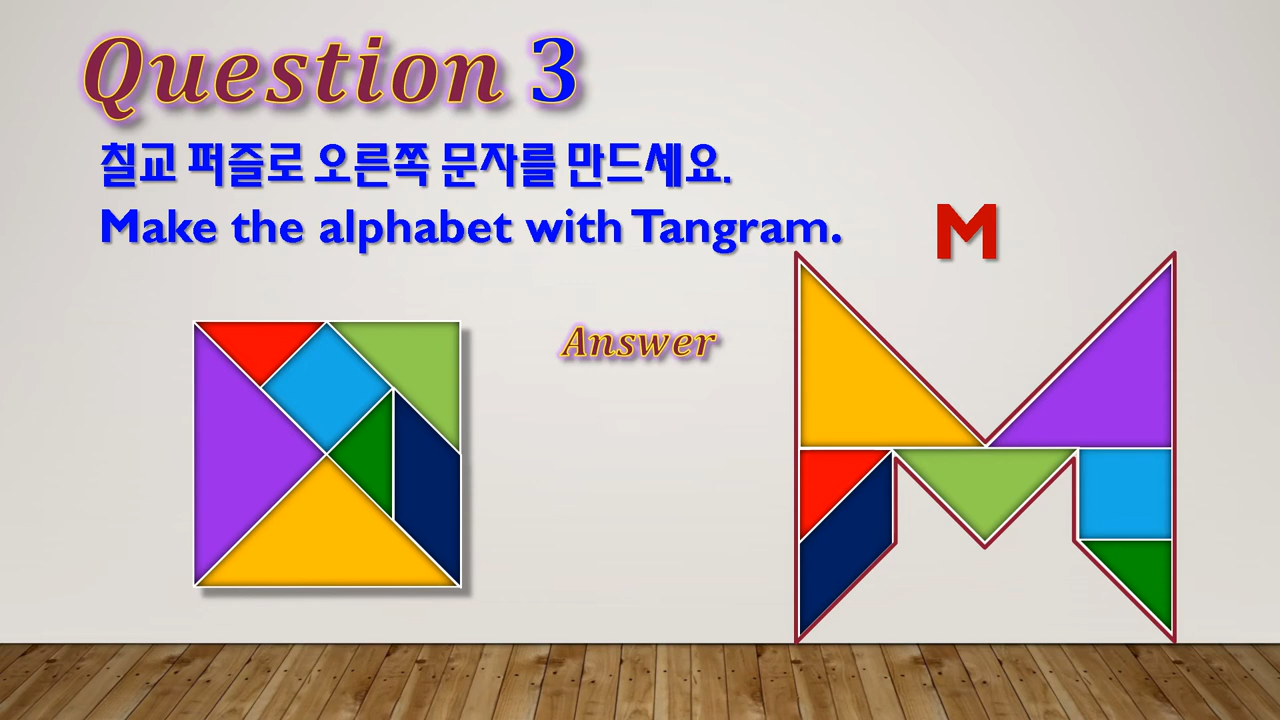 Question 3
칠교 퍼즐로 오른쪽 문자를 만드세요.
Make the alphabet with Tangram.
M
Answer